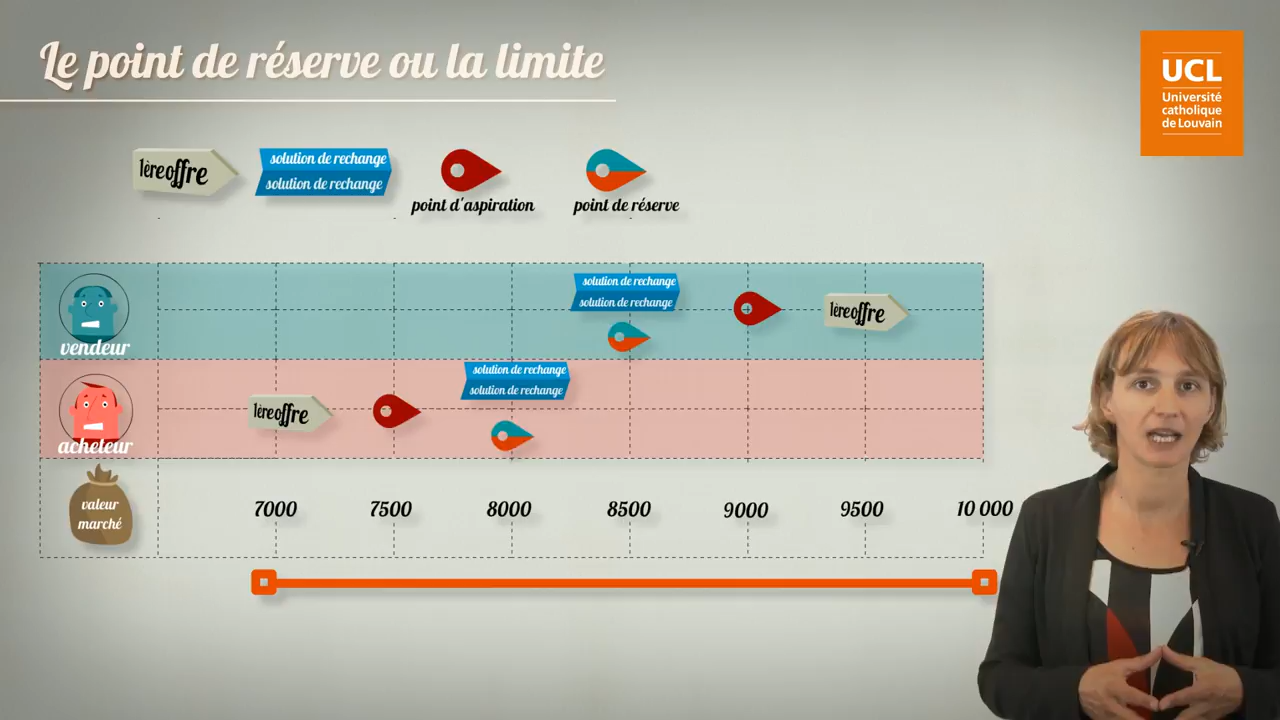 Le point de réserve ou la limite
UCL
Université
catholique
de Louvain
1ère offre
solution de rechange
solution de rechange
point d'aspiration
point de réserve
solution de rechange
solution de rechange
1ère offre
vendeur
solution de rechange
solution de rechange
1ère offre
acheteur
valeur
marché
7000 7500 8000 8500 9000 9500 10 000